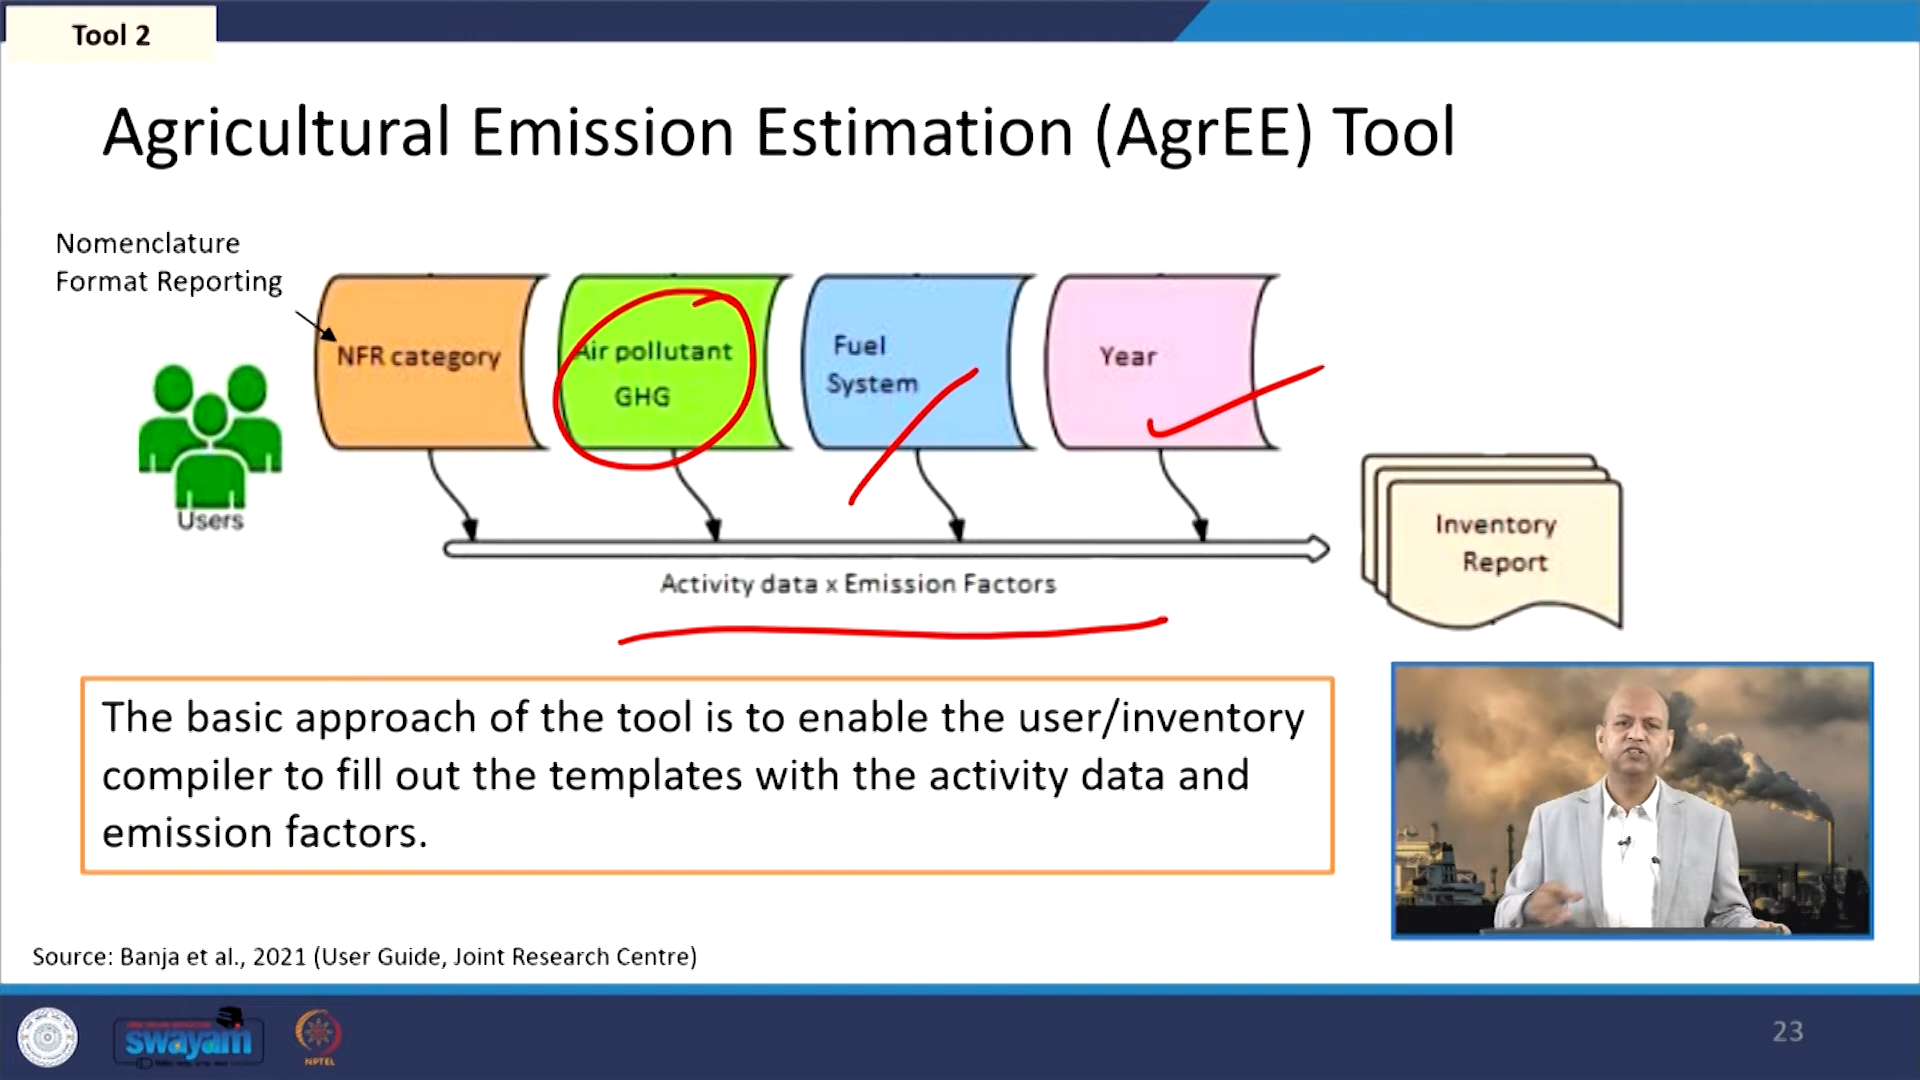 Tool 2
Agricultural Emission Estimation (AgrEE) Tool
Nomenclature
Format Reporting
NFR category
Air pollutant
GHG
Fuel
System
Year
Users
Activity data x Emission Factors
Inventory
Report
The basic approach of the tool is to enable the user/inventory
compiler to fill out the templates with the activity data and
emission factors.
Source: Banja et al., 2021 (User Guide, Joint Research Centre)
swayam
NPTEL
23